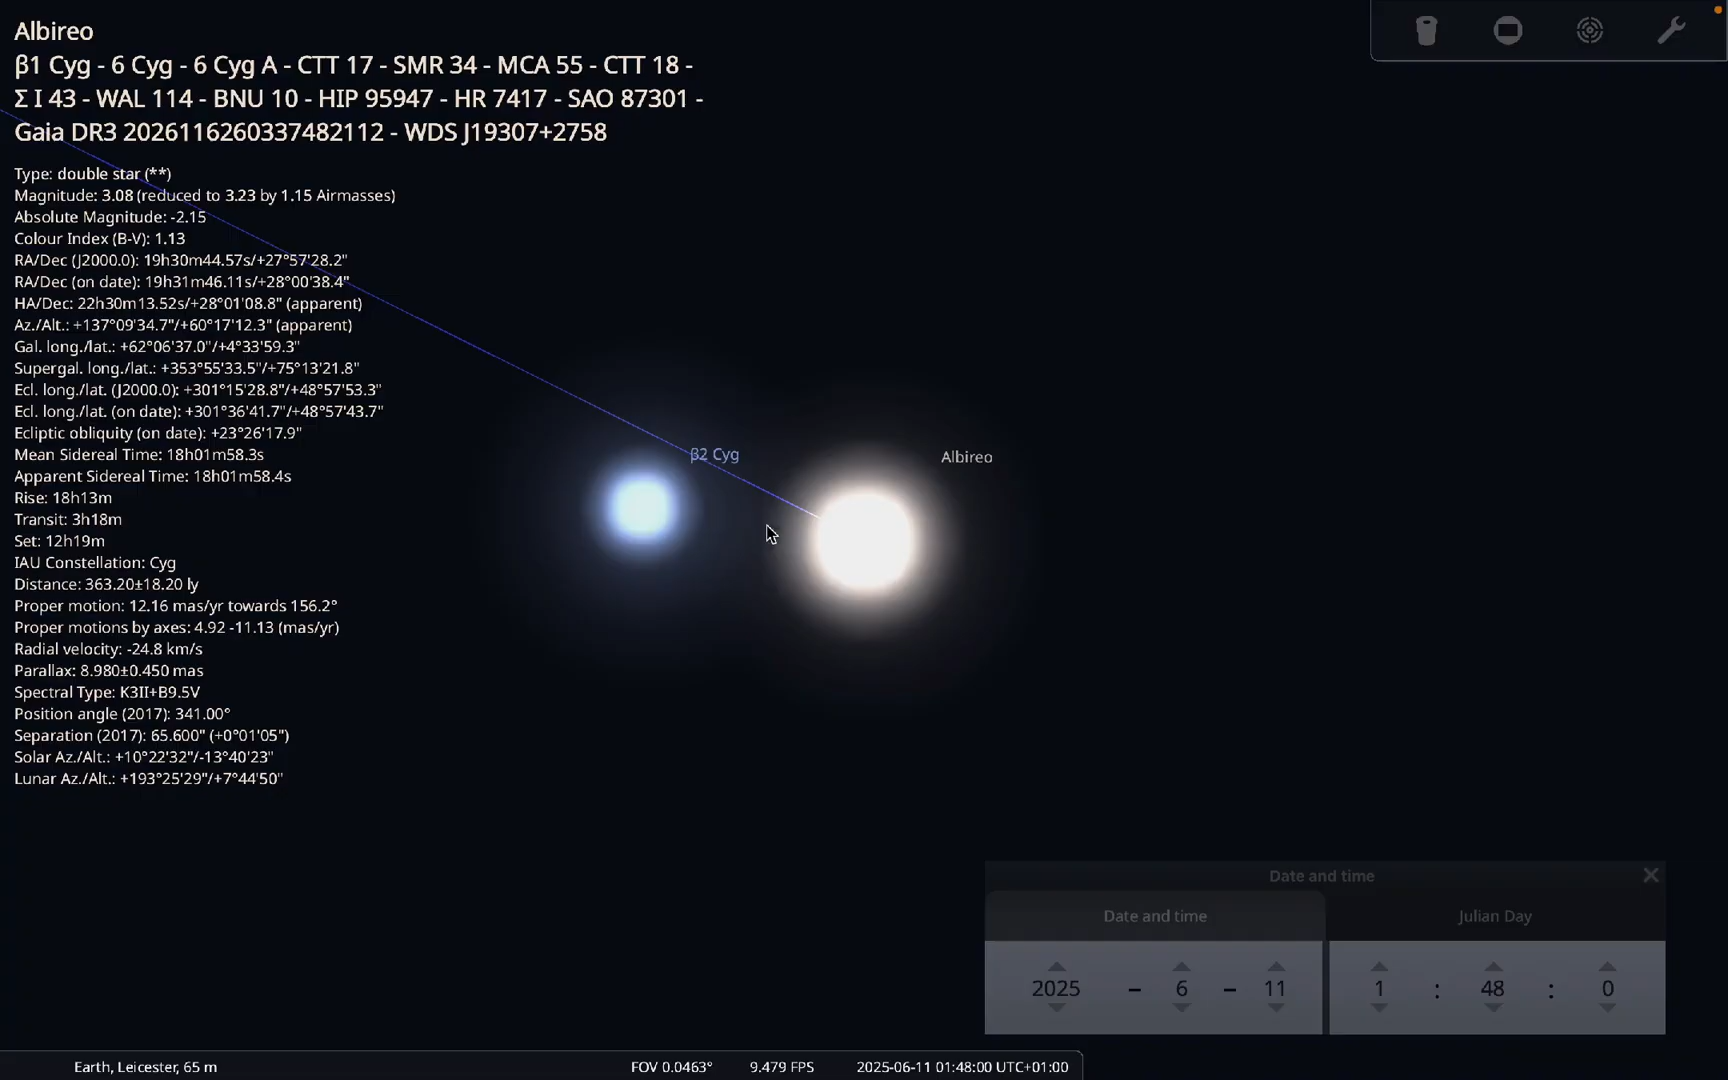 Albireo
β1 Cyg - 6 Cyg - 6 Cyg A - CTT 17 - SMR 34 - MCA 55 - CTT 18 -
Σ I 43 - WAL 114 - BNU 10 - HIP 95947 - HR 7417 - SAO 87301 -
Gaia DR3 2026116260337482112 - WDS J19307+2758
Type: double star (**)
Magnitude: 3.08 (reduced to 3.23 by 1.15 Airmasses)
Absolute Magnitude: -2.15
Colour Index (B-V): 1.13
RA/Dec (J2000.0): 19h30m44.57s/+27°57'28.2"
RA/Dec (on date): 19h31m46.11s/+28°00'38.4"
HA/Dec: 22h30m13.52s/+28°01'08.8" (apparent)
Az./Alt.: +137°09'34.7"/+60°17'12.3" (apparent)
Gal. long./lat.: +62°06'37.0"/+4°33'59.3"
Supergal. long./lat.: +353°55'33.5"/+75°13'21.8"
Ecl. long./lat. (J2000.0): +301°15'28.8"/+48°57'53.3"
Ecl. long./lat. (on date): +301°36'41.7"/+48°57'43.7"
Ecliptic obliquity (on date): +23°26'17.9"
Mean Sidereal Time: 18h01m58.3s
Apparent Sidereal Time: 18h01m58.4s
Rise: 18h13m
Transit: 3h18m
Set: 12h19m
IAU Constellation: Cyg
Distance: 363.20±18.20 ly
Proper motion: 12.16 mas/yr towards 156.2°
Proper motions by axes: 4.92 -11.13 (mas/yr)
Radial velocity: -24.8 km/s
Parallax: 8.980±0.450 mas
Spectral Type: K3II+B9.5V
Position angle (2017): 341.00°
Separation (2017): 65.600" (+0°01'05")
Solar Az./Alt.: +10°22'32"/-13°40'23"
Lunar Az./Alt.: +193°25'29"/+7°44'50"
β2 Cyg
Albireo
Date and time
Date and time
Julian Day
2025 - 6 - 11 1 : 48 : 0
Earth, Leicester, 65 m
FOV 0.0463°
9.479 FPS
2025-06-11 01:48:00 UTC+01:00